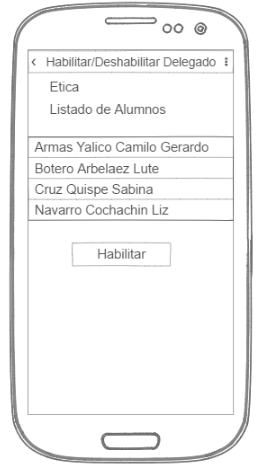 < Habilitar/Deshabilitar Delegado
Etica
Listado de Alumnos
Armas Yalico Camilo Gerardo
Botero Arbelaez Lute
Cruz Quispe Sabina
Navarro Cochachin Liz
Habilitar